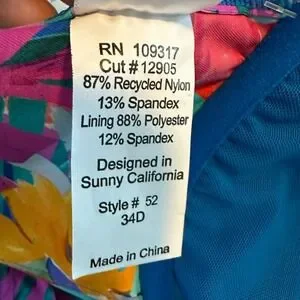 RN 109317
Cut # 12905
87% Recycled Nylon
13% Spandex
Lining 88% Polyester
12% Spandex
Designed in
Sunny California
Style # 52
34D
Made in China